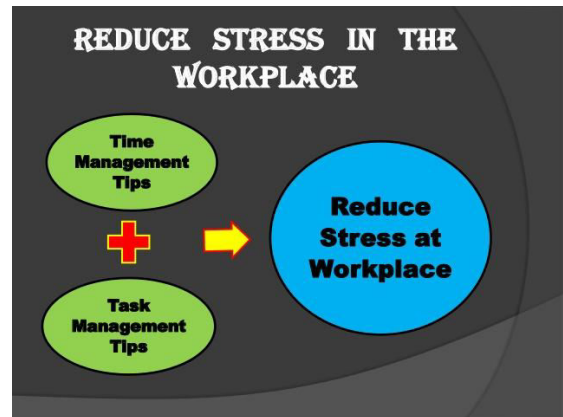 REDUCE STRESS IN THE
WORKPLACE
Time
Management
Tips
Task
Management
Tips
Reduce
Stress at
Workplace